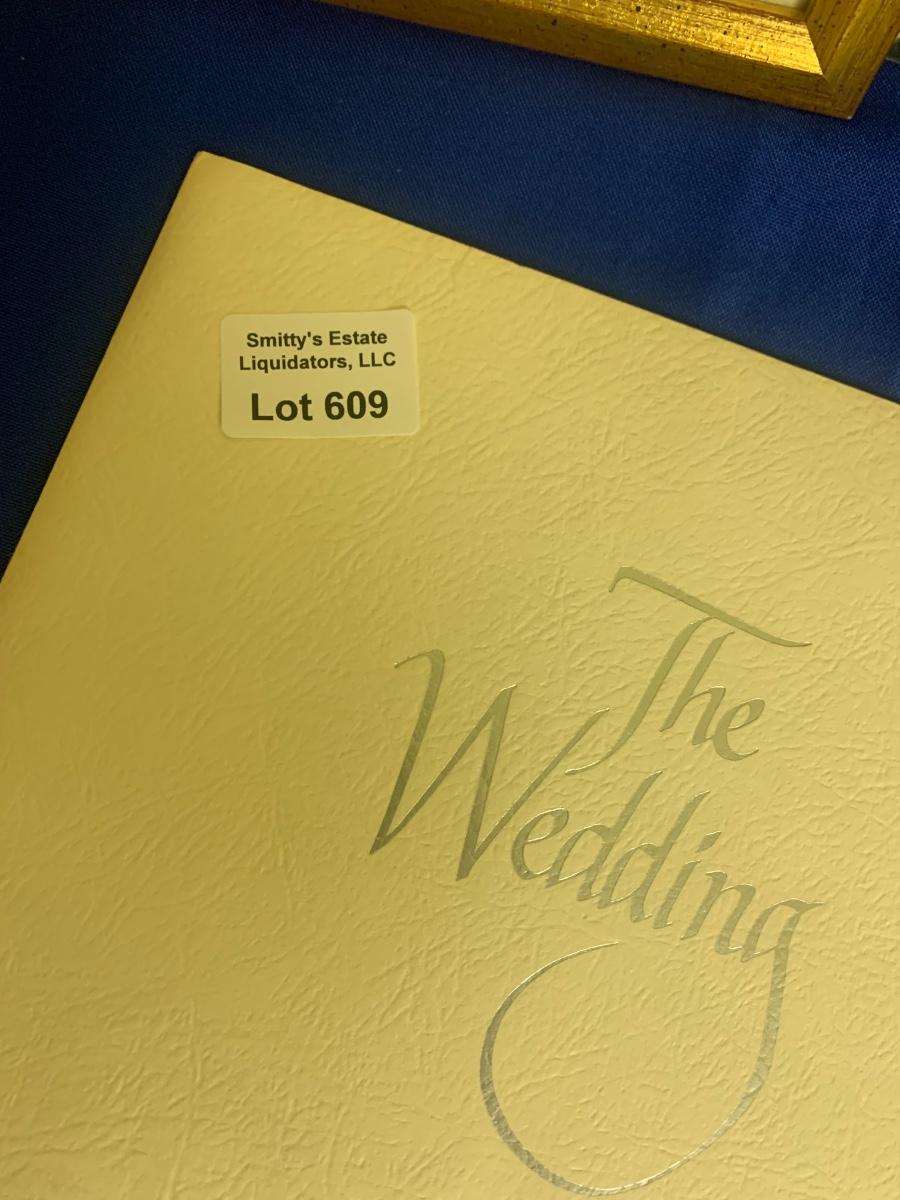 Smitty's Estate
Liquidators, LLC
Lot 609
The
Wedding